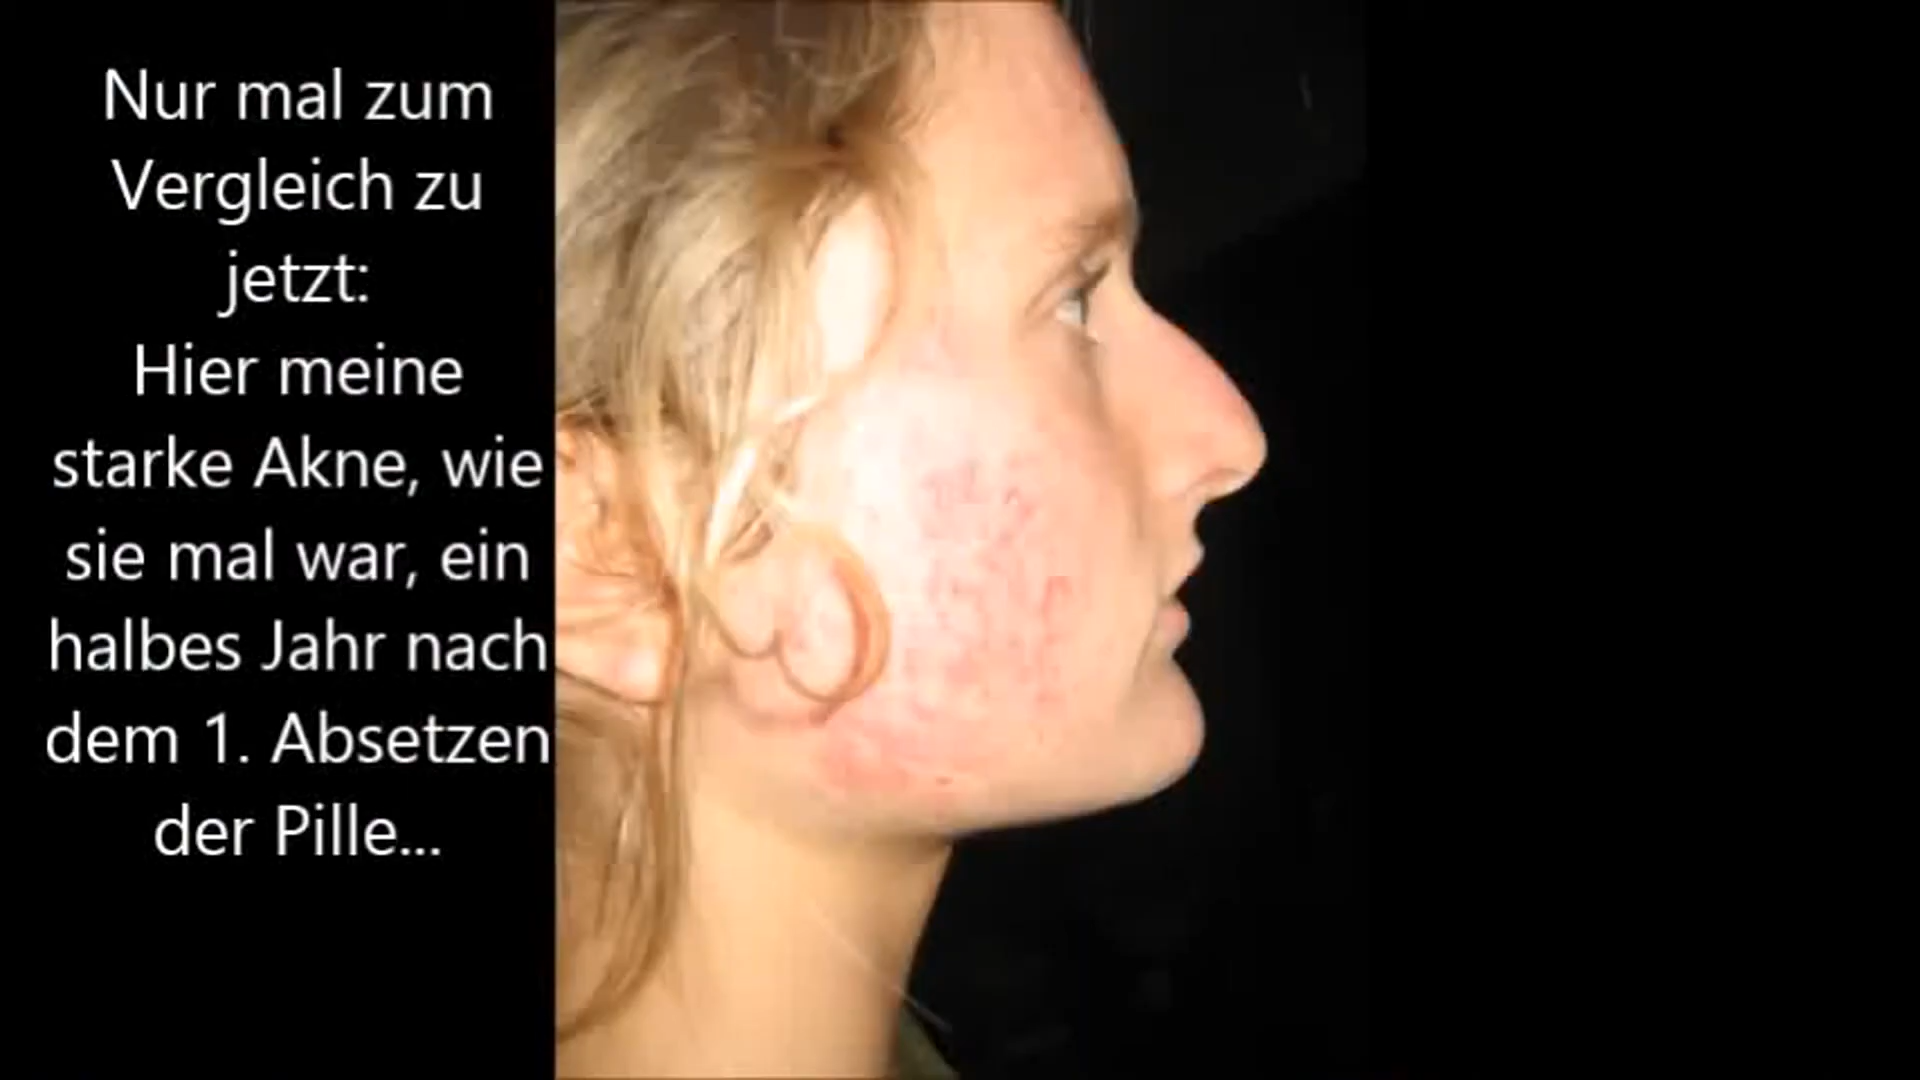 Nur mal zum
Vergleich zu
jetzt:
Hier meine
starke Akne, wie
sie mal war, ein
halbes Jahr nach
dem 1. Absetzen
der Pille...